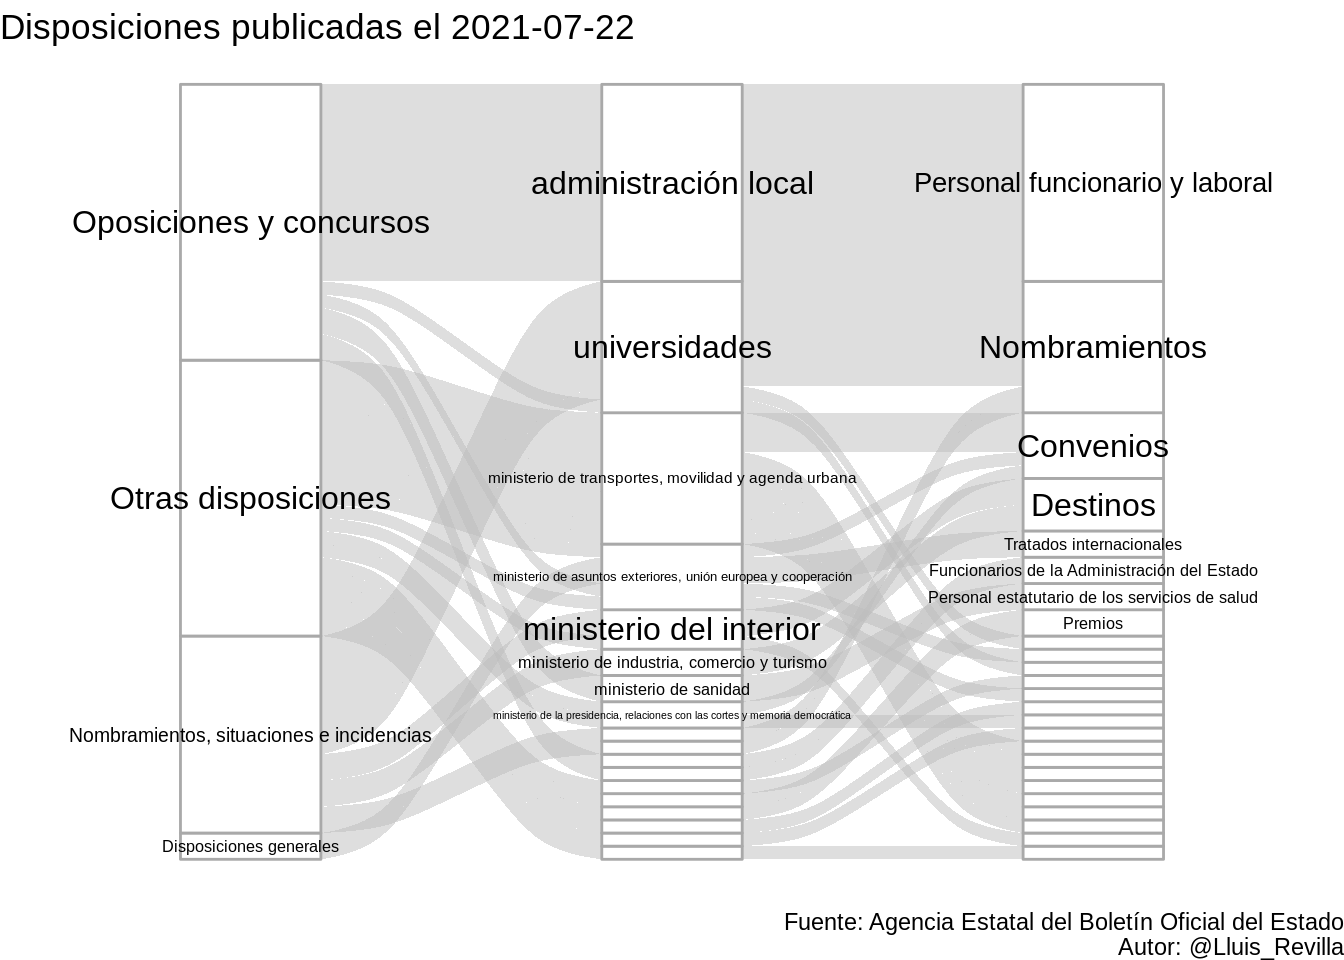 Disposiciones publicadas el 2021-07-22
Oposiciones y concursos
Otras disposiciones
Nombramientos, situaciones e incidencias
Disposiciones generales
administración local
universidades
ministerio de transportes, movilidad y agenda urbana
ministerio de asuntos exteriores, unión europea y cooperación
ministerio del interior
ministerio de industria, comercio y turismo
ministerio de sanidad
ministerio de la presidencia, relaciones con las cortes y memoria democrática
Personal funcionario y laboral
Nombramientos
Convenios
Destinos
Tratados internacionales
Funcionarios de la Administración del Estado
Personal estatutario de los servicios de salud
Premios
Fuente: Agencia Estatal del Boletín Oficial del Estado
Autor: @Lluis_Revilla